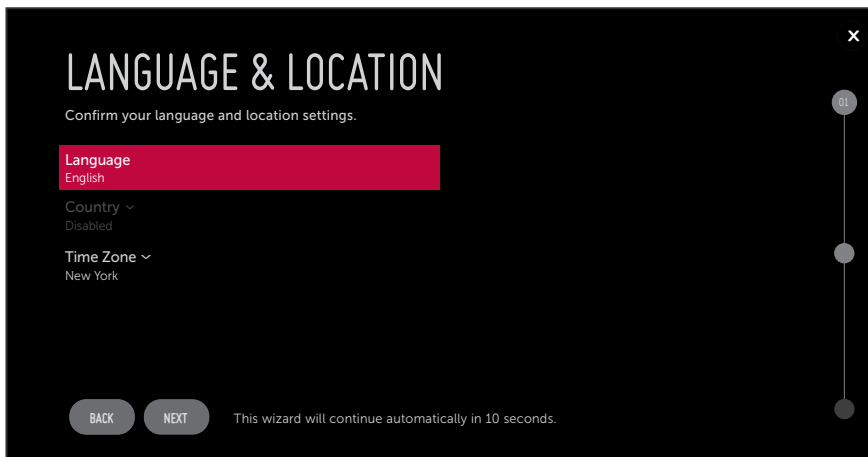 X
LANGUAGE & LOCATION
Confirm your language and location settings.
01
Language
English
Country
Disabled
Time Zone
New York
BACK
NEXT
This wizard will continue automatically in 10 seconds.